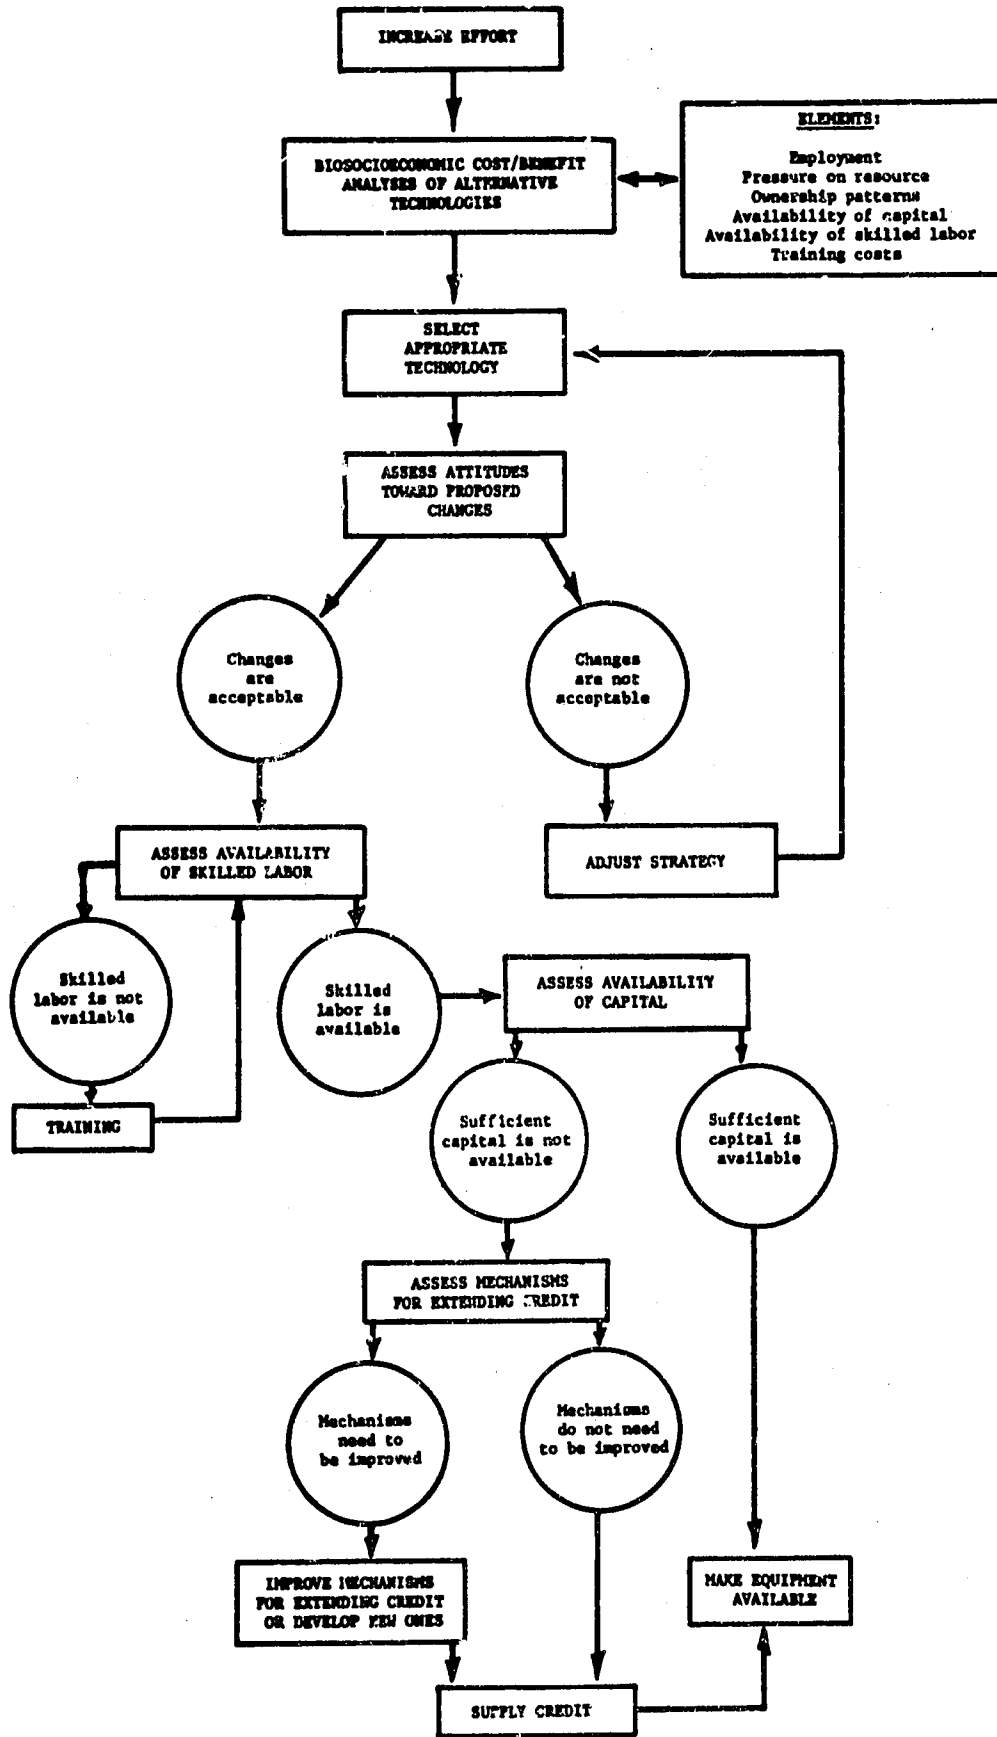 INCREASE EFFORT
BIOSOCIOECONOMIC COST/BENEFIT
ANALYSES OF ALTERNATIVE
TECHNOLOGIES
ELEMENTS:
Employment
Pressure on resource
Ownership patterns
Availability of capital
Availability of skilled labor
Training costs
SELECT
APPROPRIATE
TECHNOLOGY
ASSESS ATTITUDES
TOWARD PROPOSED
CHANGES
Changes
are
acceptable
Changes
are not
acceptable
ASSESS AVAILABILITY
OF SKILLED LABOR
ADJUST STRATEGY
Skilled
labor is not
available
Skilled
labor is
available
ASSESS AVAILABILITY
OF CAPITAL
TRAINING
Sufficient
capital is not
available
Sufficient
capital is
available
ASSESS MECHANISMS
FOR EXTENDING CREDIT
Mechanisms
need to
be improved
Mechanisms
do not need
to be improved
IMPROVE MECHANISMS
FOR EXTENDING CREDIT
OR DEVELOP NEW ONES
MAKE EQUIPMENT
AVAILABLE
SUPPLY CREDIT